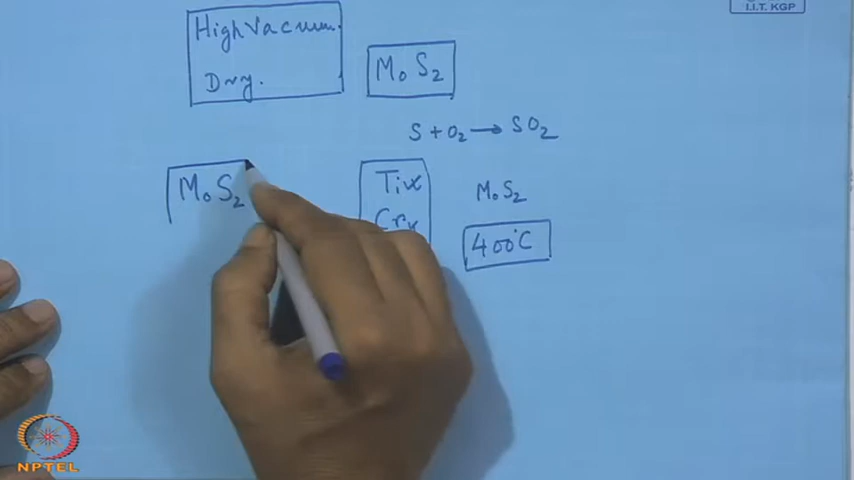 I.I.T. KGP
High Vacuum.
Dry.
MoS2
S + O2 → SO2
MoS2
Tix
Crx
MoS2
400°C
NPTEL